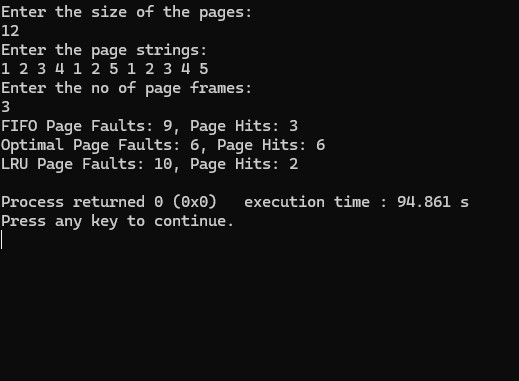 Enter the size of the pages:
12
Enter the page strings:
1 2 3 4 1 2 5 1 2 3 4 5
Enter the no of page frames:
3
FIFO Page Faults: 9, Page Hits: 3
Optimal Page Faults: 6, Page Hits: 6
LRU Page Faults: 10, Page Hits: 2

Process returned 0 (0x0)   execution time : 94.861 s
Press any key to continue.